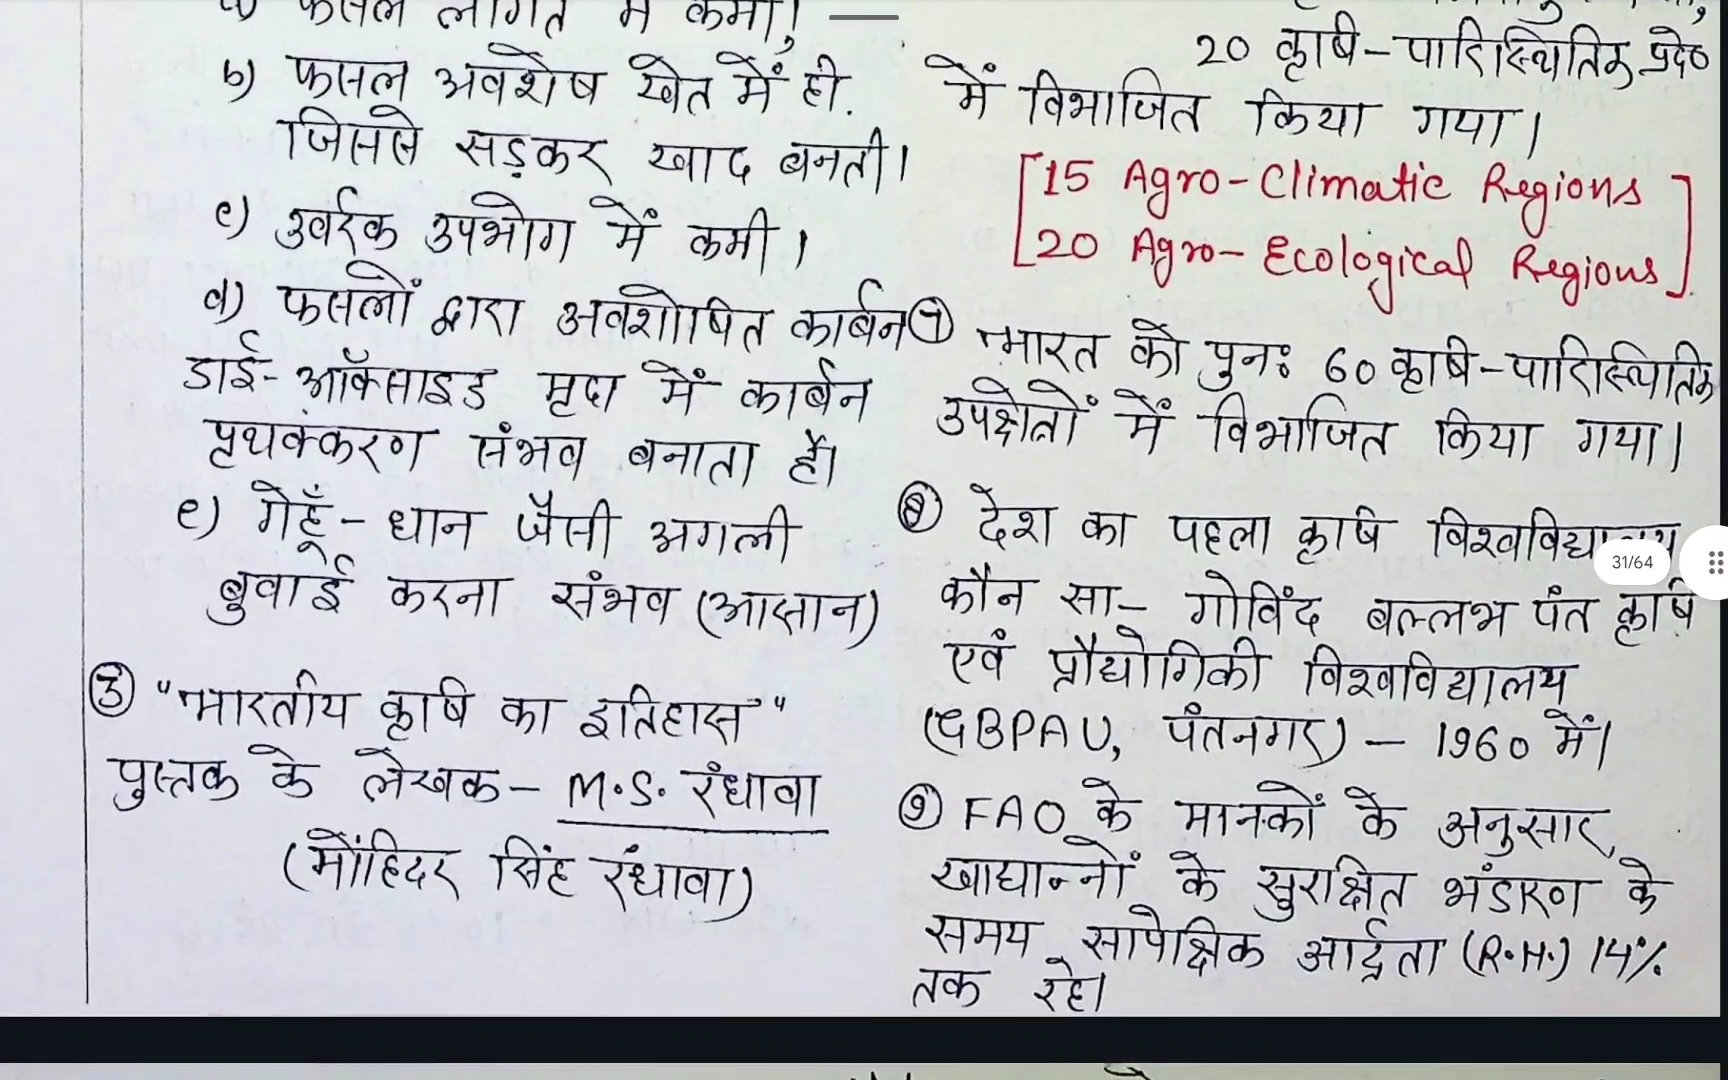 फसल लागत में कमी,
b) फसल अवशेष खेत में ही.
जिससे सड़कर खाद बनती।
c) उर्वरक उपभोग में कमी।
d) फसलों द्वारा अवशोषित कार्बन
डाई-ऑक्साइड मृदा में कार्बन
पृथक्करण संभव बनाता है।
e) गेहूँ - धान जैसी अगली
बुवाई करना संभव (आसान)
③ "भारतीय कृषि का इतिहास"
पुस्तक के लेखक - M.S. रंधावा
(मोंहिदर सिंह रंधावा)
20 कृषि-पारिस्थितिक प्रदे०
में विभाजित किया गया।
[15 Agro-Climatic Regions
20 Agro-Ecological Regions]
⑦ भारत को पुनः 60 कृषि-पारिस्थितिक
उपक्षेत्रों में विभाजित किया गया।
⑧ देश का पहला कृषि विश्वविद्यालय
31/64
कौन सा- गोविंद बल्लभ पंत कृषि
एवं प्रौद्योगिकी विश्वविद्यालय
(GBPAU, पंतनगर) - 1960 में।
⑨ FAO के मानकों के अनुसार,
खाद्यान्नों के सुरक्षित भंडारण के
समय सापेक्षिक आर्द्रता (R.H.) 14%
तक रहे।